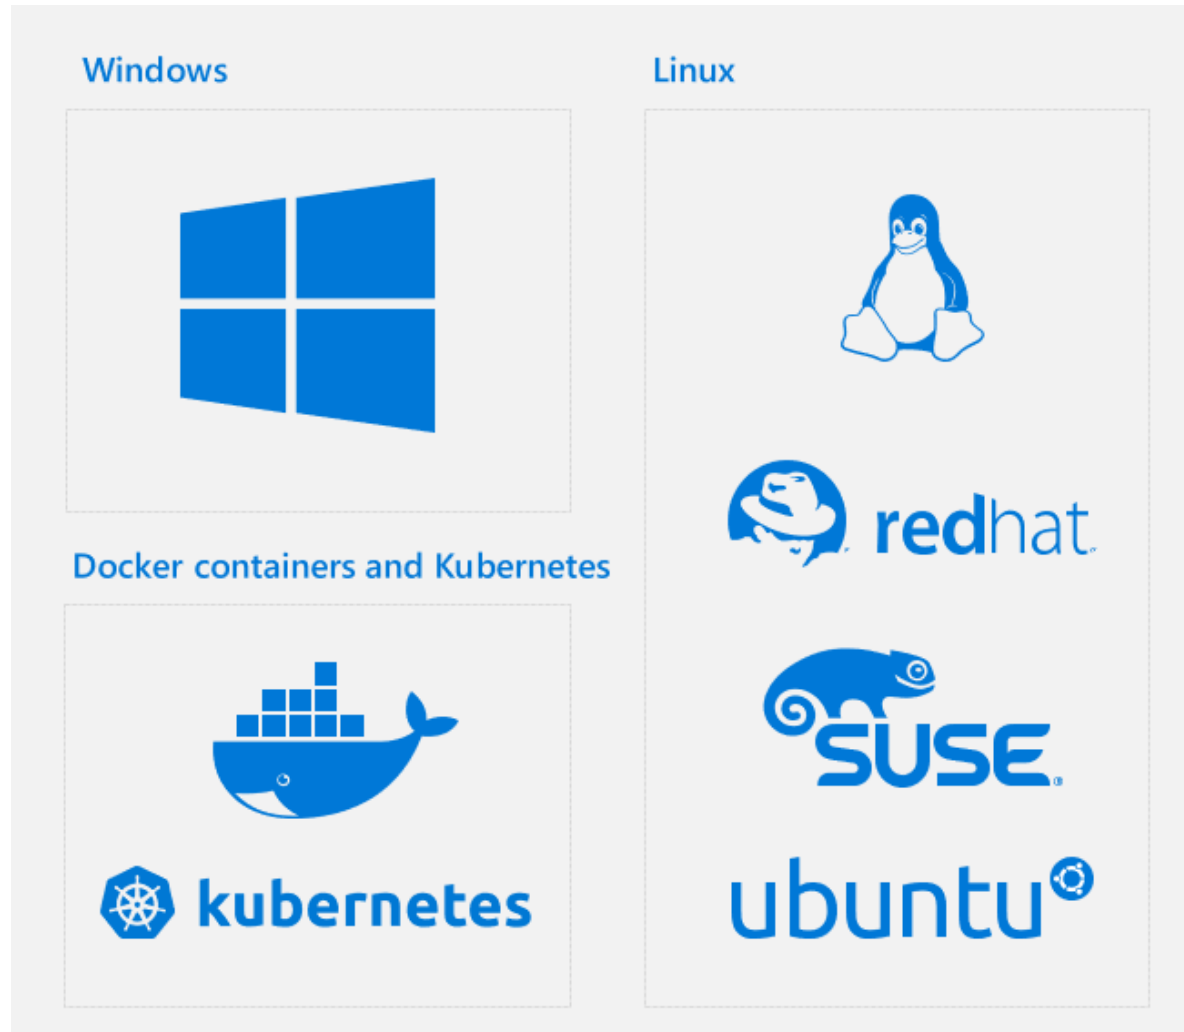 Windows
Docker containers and Kubernetes
kubernetes
Linux
redhat
SUSE
ubuntu